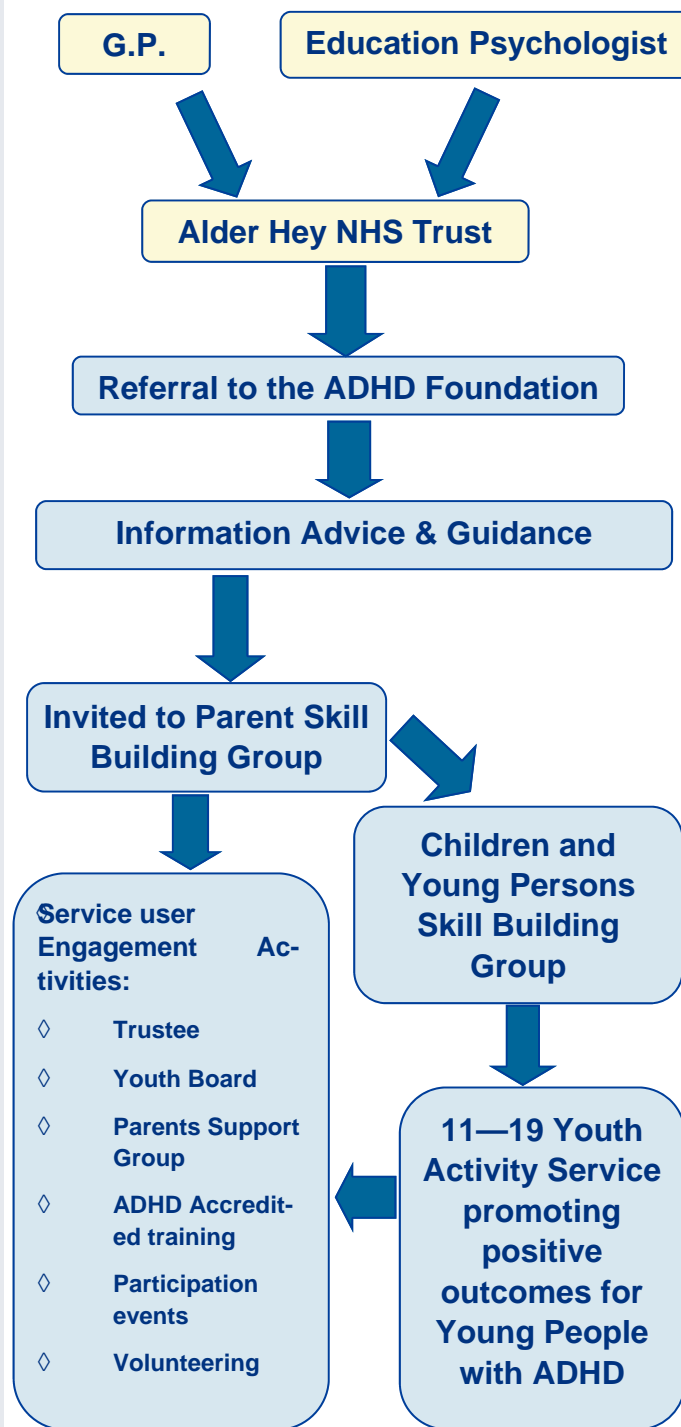 G.P.
Education Psychologist
Alder Hey NHS Trust
Referral to the ADHD Foundation
Information Advice & Guidance
Invited to Parent Skill
Building Group
Children and
Young Persons
Skill Building
Group
◊Service user
Engagement Ac-
tivities:
◊ Trustee
◊ Youth Board
◊ Parents Support
Group
◊ ADHD Accredit-
ed training
◊ Participation
events
◊ Volunteering
11—19 Youth
Activity Service
promoting
positive
outcomes for
Young People
with ADHD